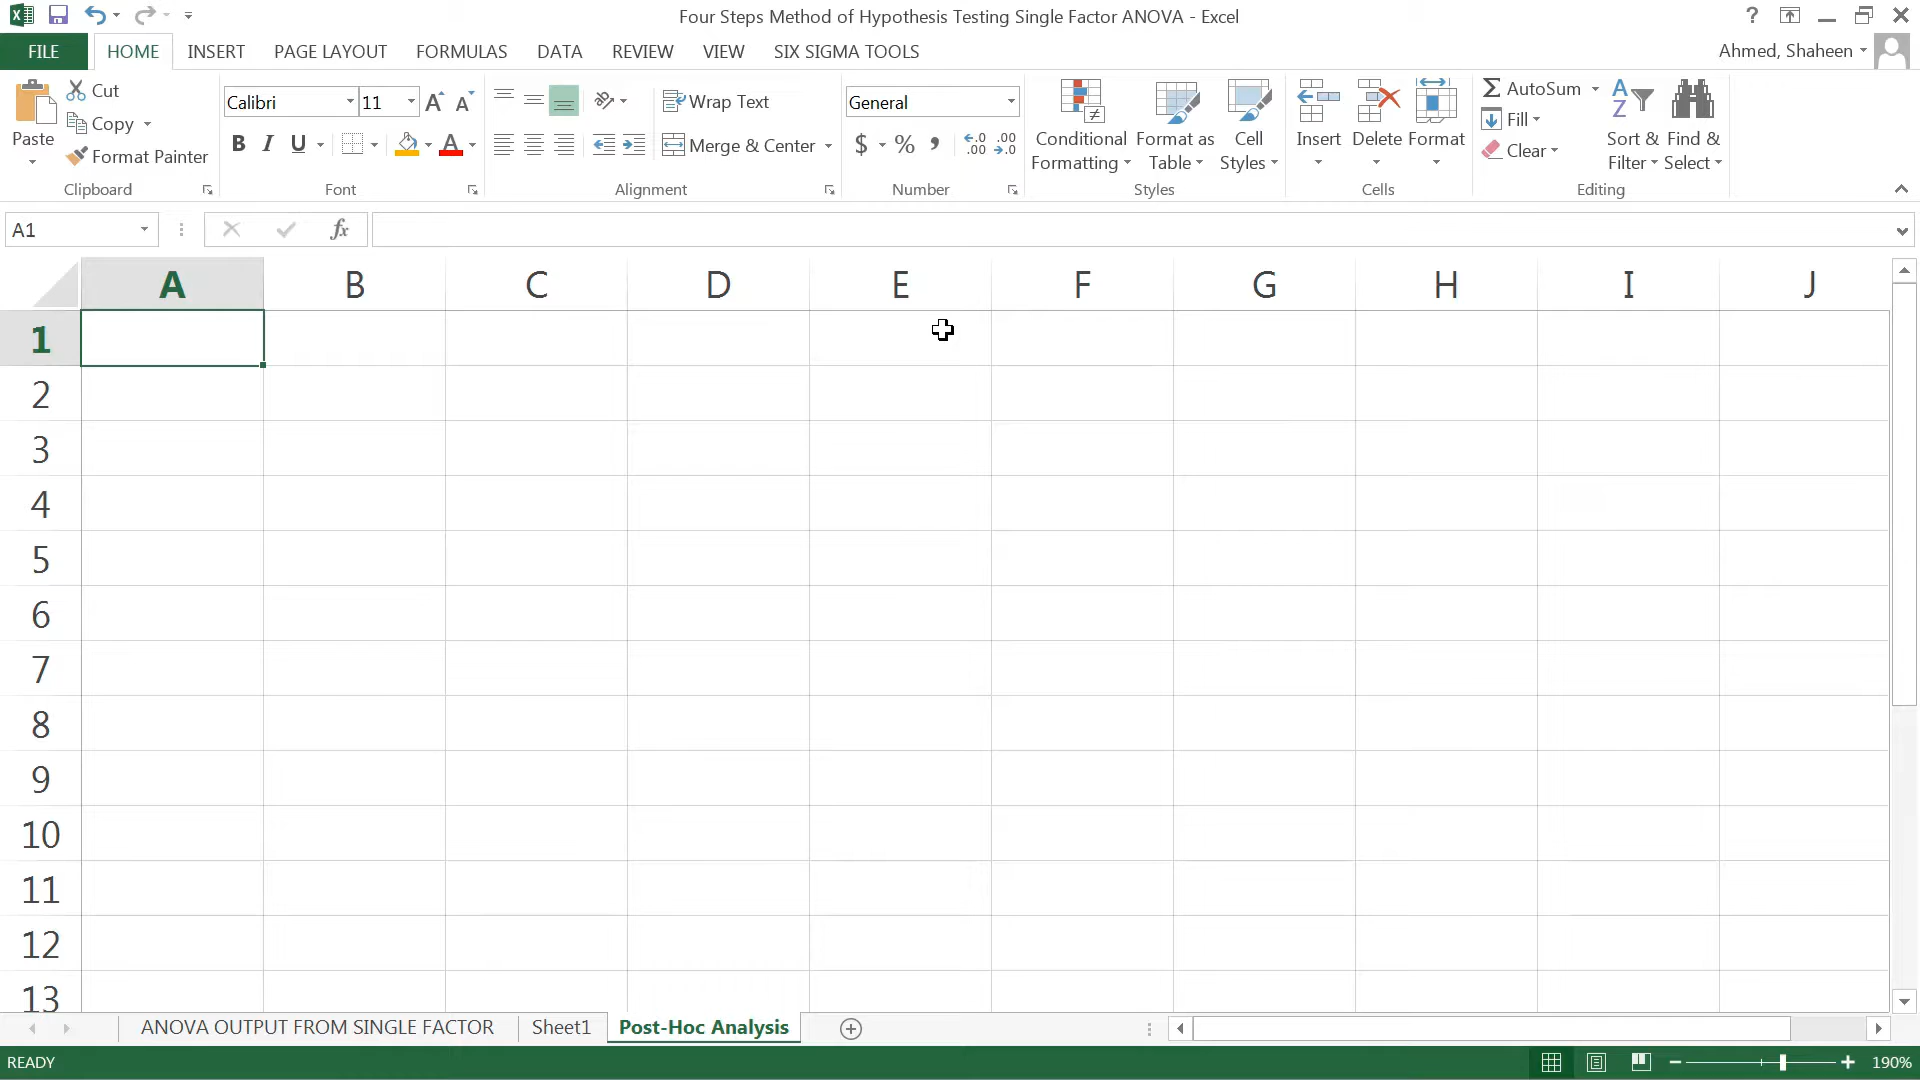 Four Steps Method of Hypothesis Testing Single Factor ANOVA - Excel
FILE HOME INSERT PAGE LAYOUT FORMULAS DATA REVIEW VIEW SIX SIGMA TOOLS Ahmed, Shaheen
Paste
Cut
Copy
Format Painter
Clipboard
Calibri 11
B I U
Font
Wrap Text
Merge & Center
Alignment
General
$ % ,
Number
Conditional Formatting
Format as Table
Cell Styles
Styles
Insert Delete Format
Cells
AutoSum
Fill
Clear
Sort & Filter
Find & Select
Editing
A1 fx
A B C D E F G H I J
1
2
3
4
5
6
7
8
9
10
11
12
13
ANOVA OUTPUT FROM SINGLE FACTOR Sheet1 Post-Hoc Analysis
READY 190%